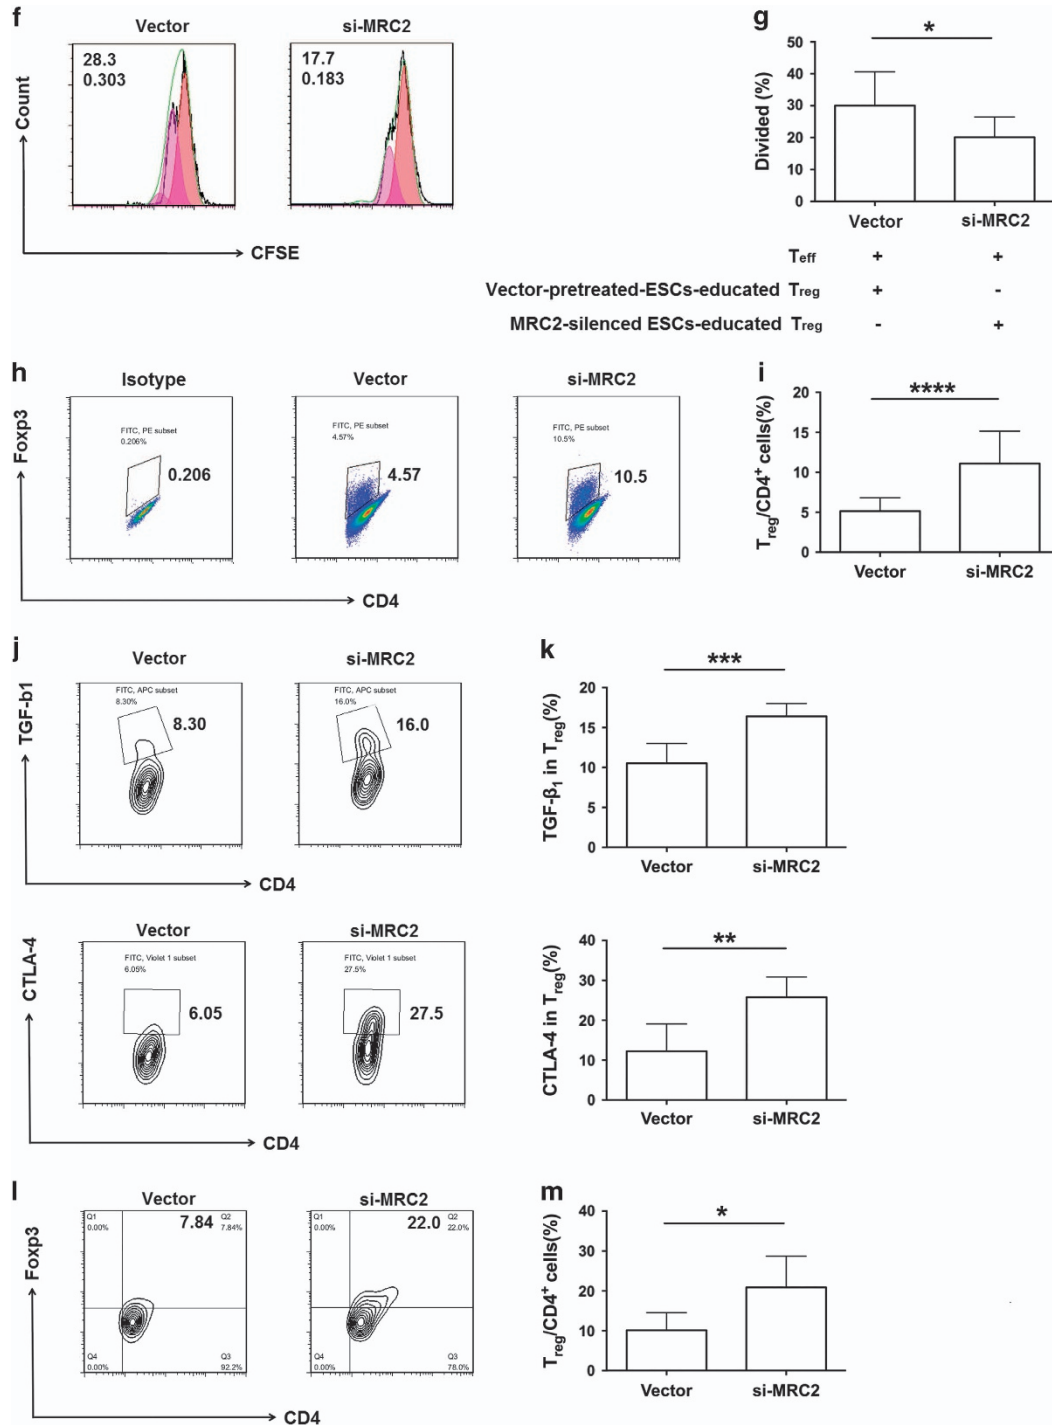 f
Vector
si-MRC2
Count
28.3
0.303
17.7
0.183
CFSE
g
*
Divided (%)
50
40
30
20
10
0
Vector
si-MRC2
Teff + +
Vector-pretreated-ESCs-educated Treg + -
MRC2-silenced ESCs-educated Treg - +
h
Isotype
Vector
si-MRC2
Foxp3
FITC, PE subset
0.206%
0.206
FITC, PE subset
4.57%
4.57
FITC, PE subset
10.5%
10.5
CD4
i
****
Treg/CD4+ cells(%)
20
15
10
5
0
Vector
si-MRC2
j
Vector
si-MRC2
TGF-b1
FITC, APC subset
8.30%
8.30
FITC, APC subset
16.0%
16.0
CD4
k
***
TGF-β1 in Treg(%)
20
15
10
5
0
Vector
si-MRC2
Vector
si-MRC2
CTLA-4
FITC, Violet 1 subset
6.05%
6.05
FITC, Violet 1 subset
27.5%
27.5
CD4
**
CTLA-4 in Treg(%)
40
30
20
10
0
Vector
si-MRC2
l
Vector
si-MRC2
Foxp3
Q1
0.00%
7.84
Q2
7.84%
Q4
0.00%
Q3
92.2%
Q1
0.00%
22.0
Q2
22.0%
Q4
0.00%
Q3
78.0%
CD4
m
*
Treg/CD4+ cells(%)
40
30
20
10
0
Vector
si-MRC2